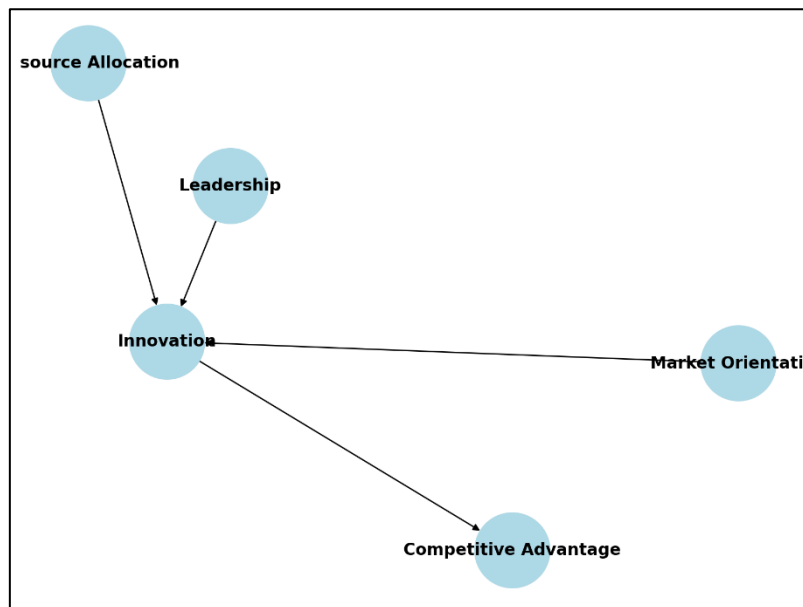 source Allocation
Leadership
Innovation
Market Orientati
Competitive Advantage